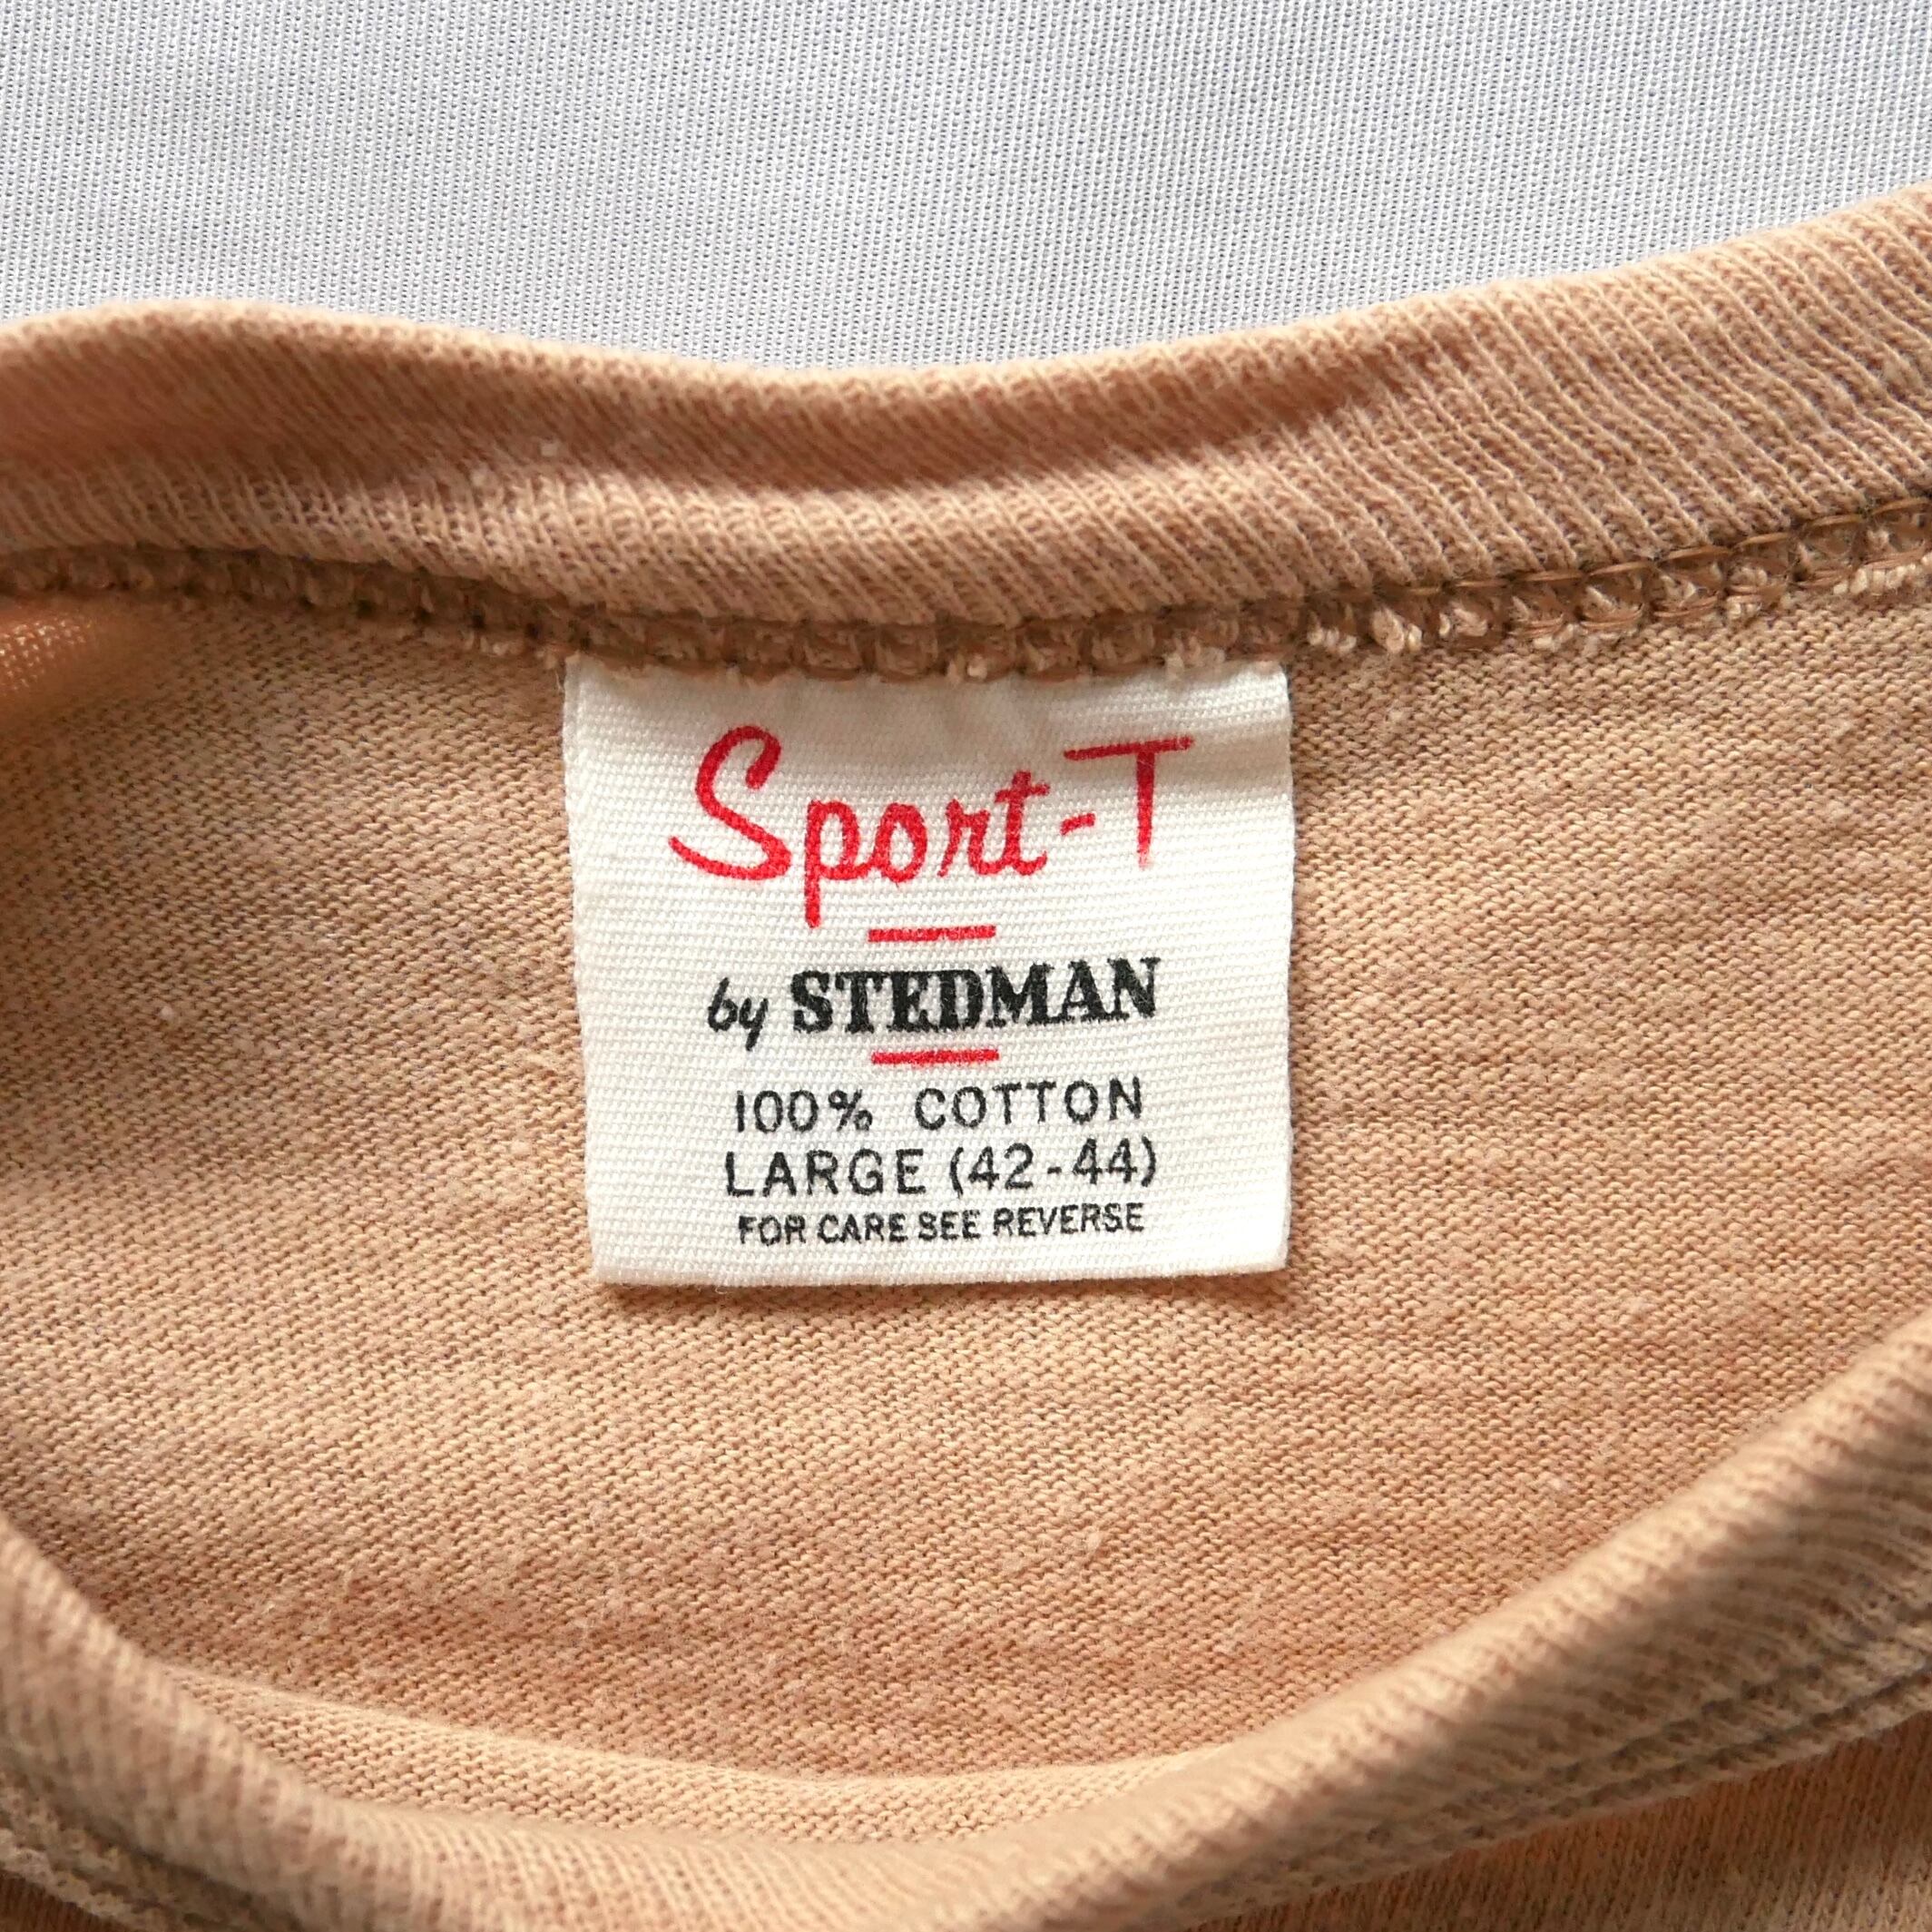 Sport-T
by STEDMAN
100% COTTON
LARGE (42-44)
FOR CARE SEE REVERSE